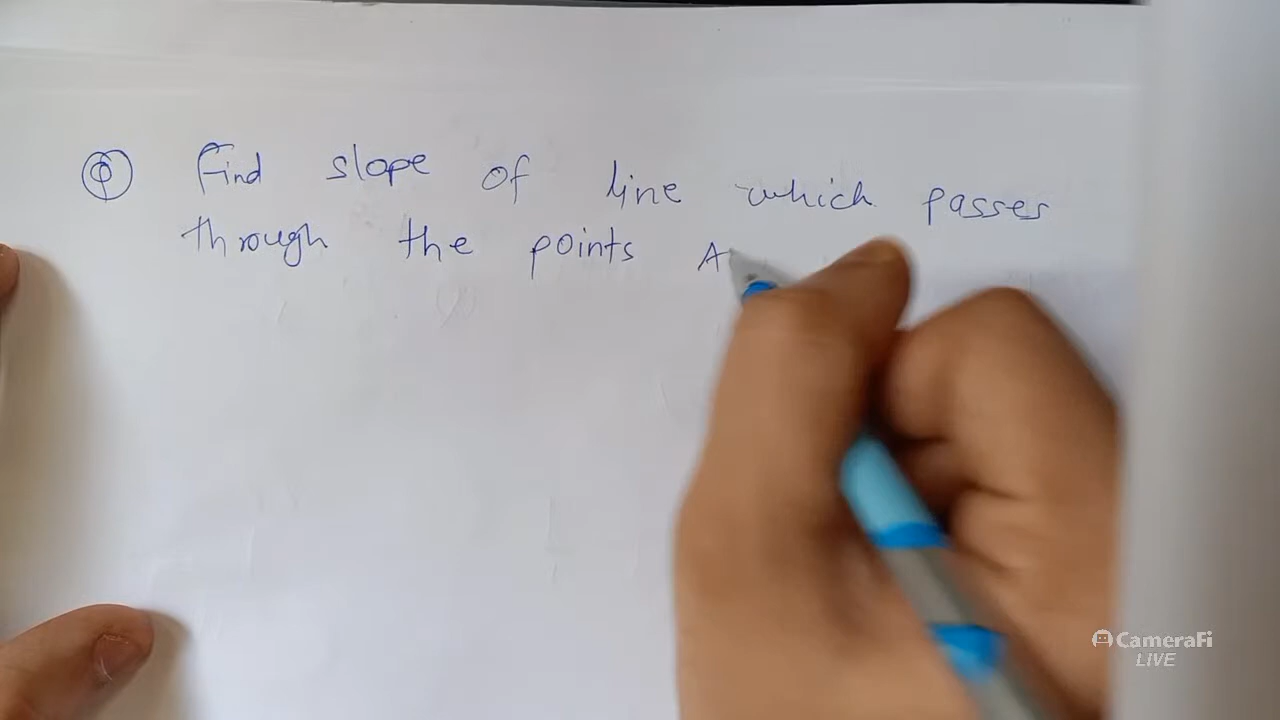 Q Find slope of line which passes
through the points A
CameraFi
LIVE